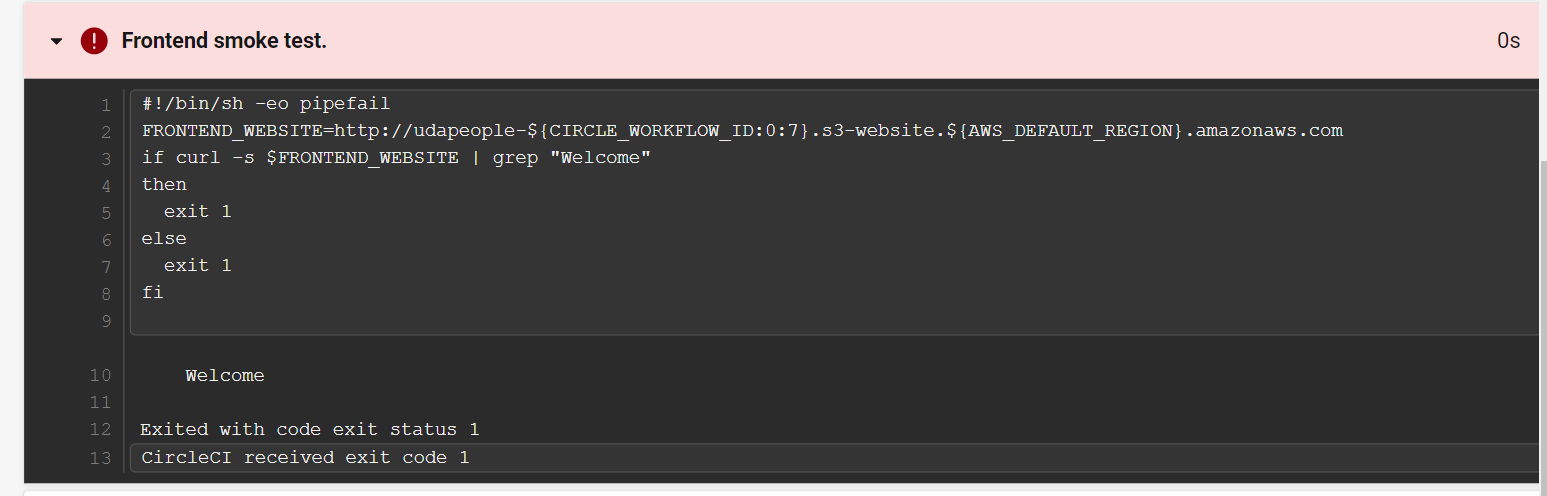 Frontend smoke test.
0s
1 #!/bin/sh -eo pipefail
2 FRONTEND_WEBSITE=http://udapeople-${CIRCLE_WORKFLOW_ID:0:7}.s3-website.${AWS_DEFAULT_REGION}.amazonaws.com
3 if curl -s $FRONTEND_WEBSITE | grep "Welcome"
4 then
5   exit 1
6 else
7   exit 1
8 fi
9
10     Welcome
11
12 Exited with code exit status 1
13 CircleCI received exit code 1